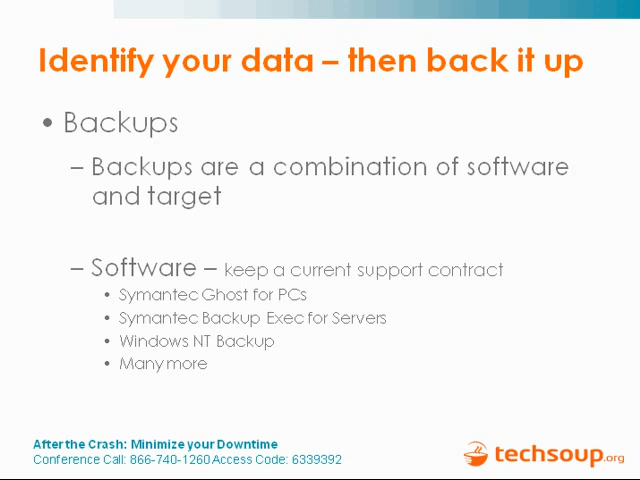 Identify your data – then back it up
• Backups
– Backups are a combination of software
and target
– Software – keep a current support contract
• Symantec Ghost for PCs
• Symantec Backup Exec for Servers
• Windows NT Backup
• Many more
After the Crash: Minimize your Downtime
Conference Call: 866-740-1260 Access Code: 6339392
techsoup.org